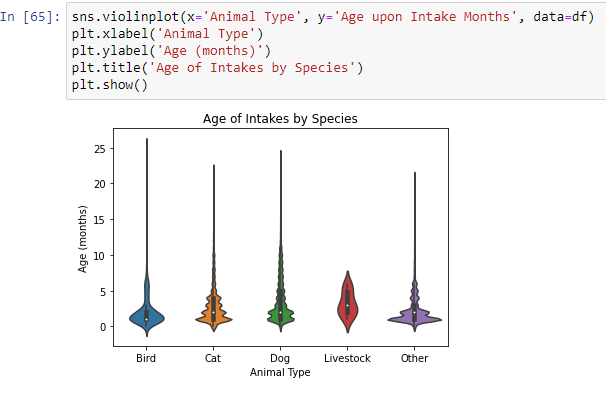 In [65]: sns.violinplot(x='Animal Type', y='Age upon Intake Months', data=df)
plt.xlabel('Animal Type')
plt.ylabel('Age (months)')
plt.title('Age of Intakes by Species')
plt.show()
Age of Intakes by Species
Age (months)
25
20
15
10
5
0
Bird Cat Dog Livestock Other
Animal Type